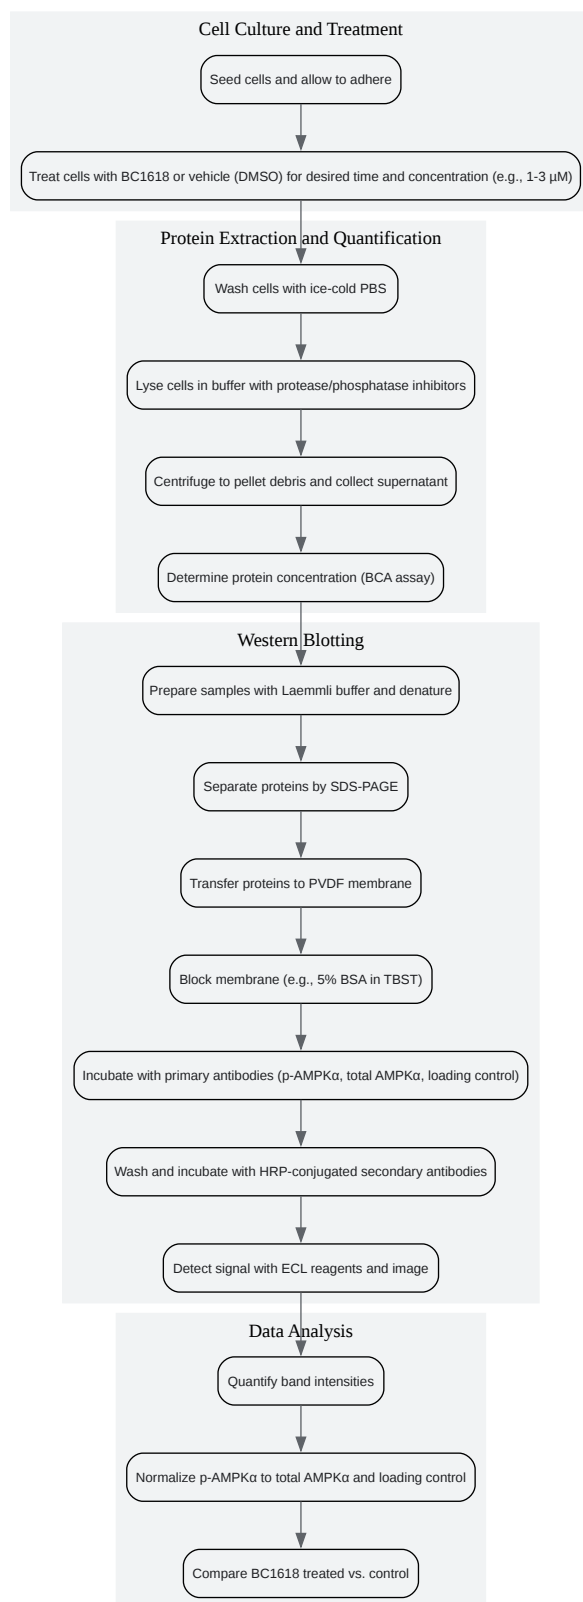 Cell Culture and Treatment
Seed cells and allow to adhere
Treat cells with BC1618 or vehicle (DMSO) for desired time and concentration (e.g., 1-3 µM)
Protein Extraction and Quantification
Wash cells with ice-cold PBS
Lyse cells in buffer with protease/phosphatase inhibitors
Centrifuge to pellet debris and collect supernatant
Determine protein concentration (BCA assay)
Western Blotting
Prepare samples with Laemmli buffer and denature
Separate proteins by SDS-PAGE
Transfer proteins to PVDF membrane
Block membrane (e.g., 5% BSA in TBST)
Incubate with primary antibodies (p-AMPKα, total AMPKα, loading control)
Wash and incubate with HRP-conjugated secondary antibodies
Detect signal with ECL reagents and image
Data Analysis
Quantify band intensities
Normalize p-AMPKα to total AMPKα and loading control
Compare BC1618 treated vs. control